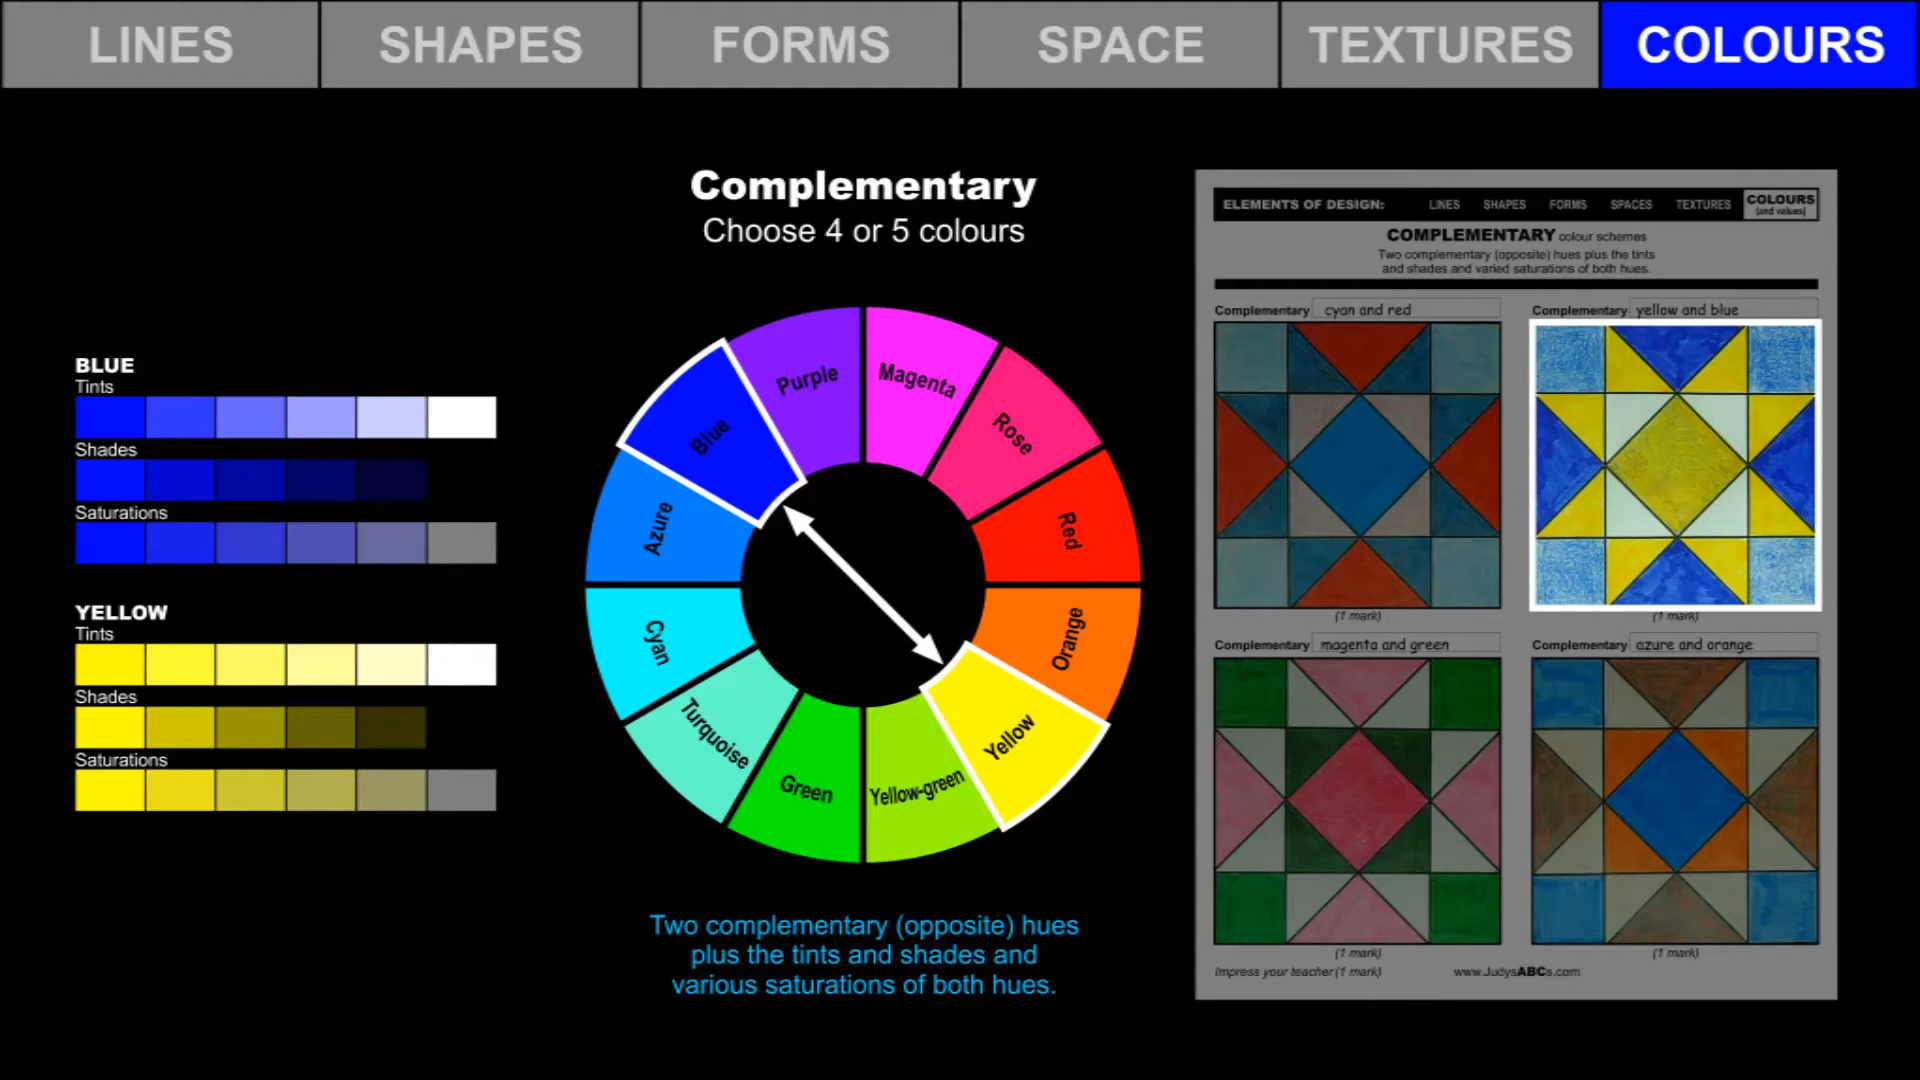 LINES SHAPES FORMS SPACE TEXTURES COLOURS
Complementary
Choose 4 or 5 colours
BLUE
Tints
Shades
Saturations
YELLOW
Tints
Shades
Saturations
Purple
Magenta
Rose
Red
Orange
Yellow
Yellow-green
Green
Turquoise
Cyan
Azure
Blue
Two complementary (opposite) hues
plus the tints and shades and
various saturations of both hues.
ELEMENTS OF DESIGN: LINES SHAPES FORMS SPACES TEXTURES COLOURS
(and values)
COMPLEMENTARY colour schemes
Two complementary (opposite) hues plus the tints
and shades and varied saturations of both hues.
Complementary cyan and red
Complementary yellow and blue
(1 mark)
(1 mark)
Complementary magenta and green
Complementary azure and orange
(1 mark)
(1 mark)
Impress your teacher (1 mark) www.JudysABCs.com